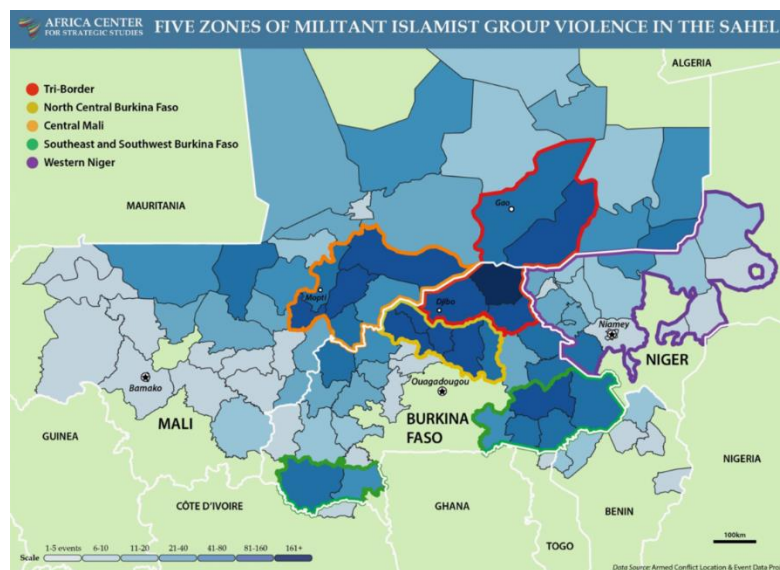 AFRICA CENTER
FOR STRATEGIC STUDIES
FIVE ZONES OF MILITANT ISLAMIST GROUP VIOLENCE IN THE SAHEL
Tri-Border
North Central Burkina Faso
Central Mali
Southeast and Southwest Burkina Faso
Western Niger
ALGERIA
MAURITANIA
Gao
Mopti
Djibo
Niamey
NIGER
Bamako
MALI
Ouagadougou
BURKINA
FASO
GUINEA
NIGERIA
CÔTE D'IVOIRE
GHANA
BENIN
TOGO
Scale
1-5 events
6-10
11-20
21-40
41-80
81-160
161+
100km
Data Source: Armed Conflict Location & Event Data Pro